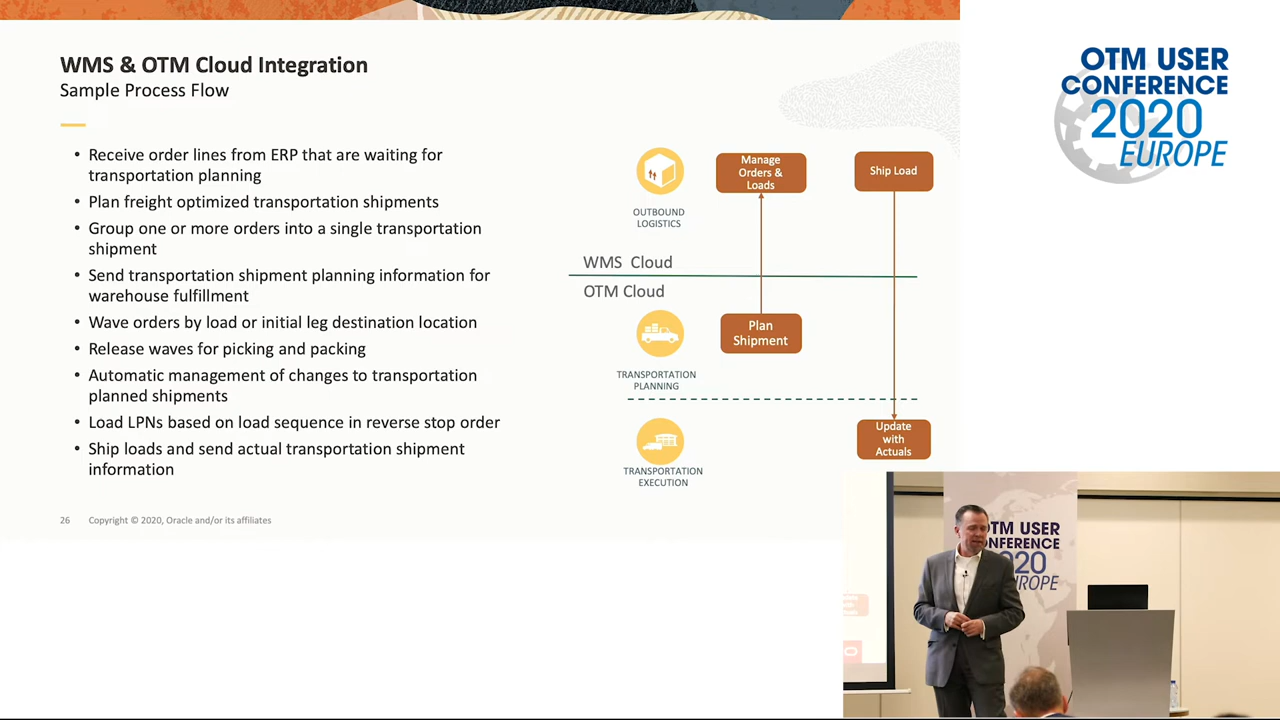 WMS & OTM Cloud Integration
Sample Process Flow
• Receive order lines from ERP that are waiting for
transportation planning
• Plan freight optimized transportation shipments
• Group one or more orders into a single transportation
shipment
• Send transportation shipment planning information for
warehouse fulfillment
• Wave orders by load or initial leg destination location
• Release waves for picking and packing
• Automatic management of changes to transportation
planned shipments
• Load LPNs based on load sequence in reverse stop order
• Ship loads and send actual transportation shipment
information
26 Copyright © 2020, Oracle and/or its affiliates
OUTBOUND
LOGISTICS
Manage
Orders &
Loads
Ship Load
WMS Cloud
OTM Cloud
TRANSPORTATION
PLANNING
Plan
Shipment
TRANSPORTATION
EXECUTION
Update
with
Actuals
OTM USER
CONFERENCE
2020
EUROPE
OTM USER
CONFERENCE